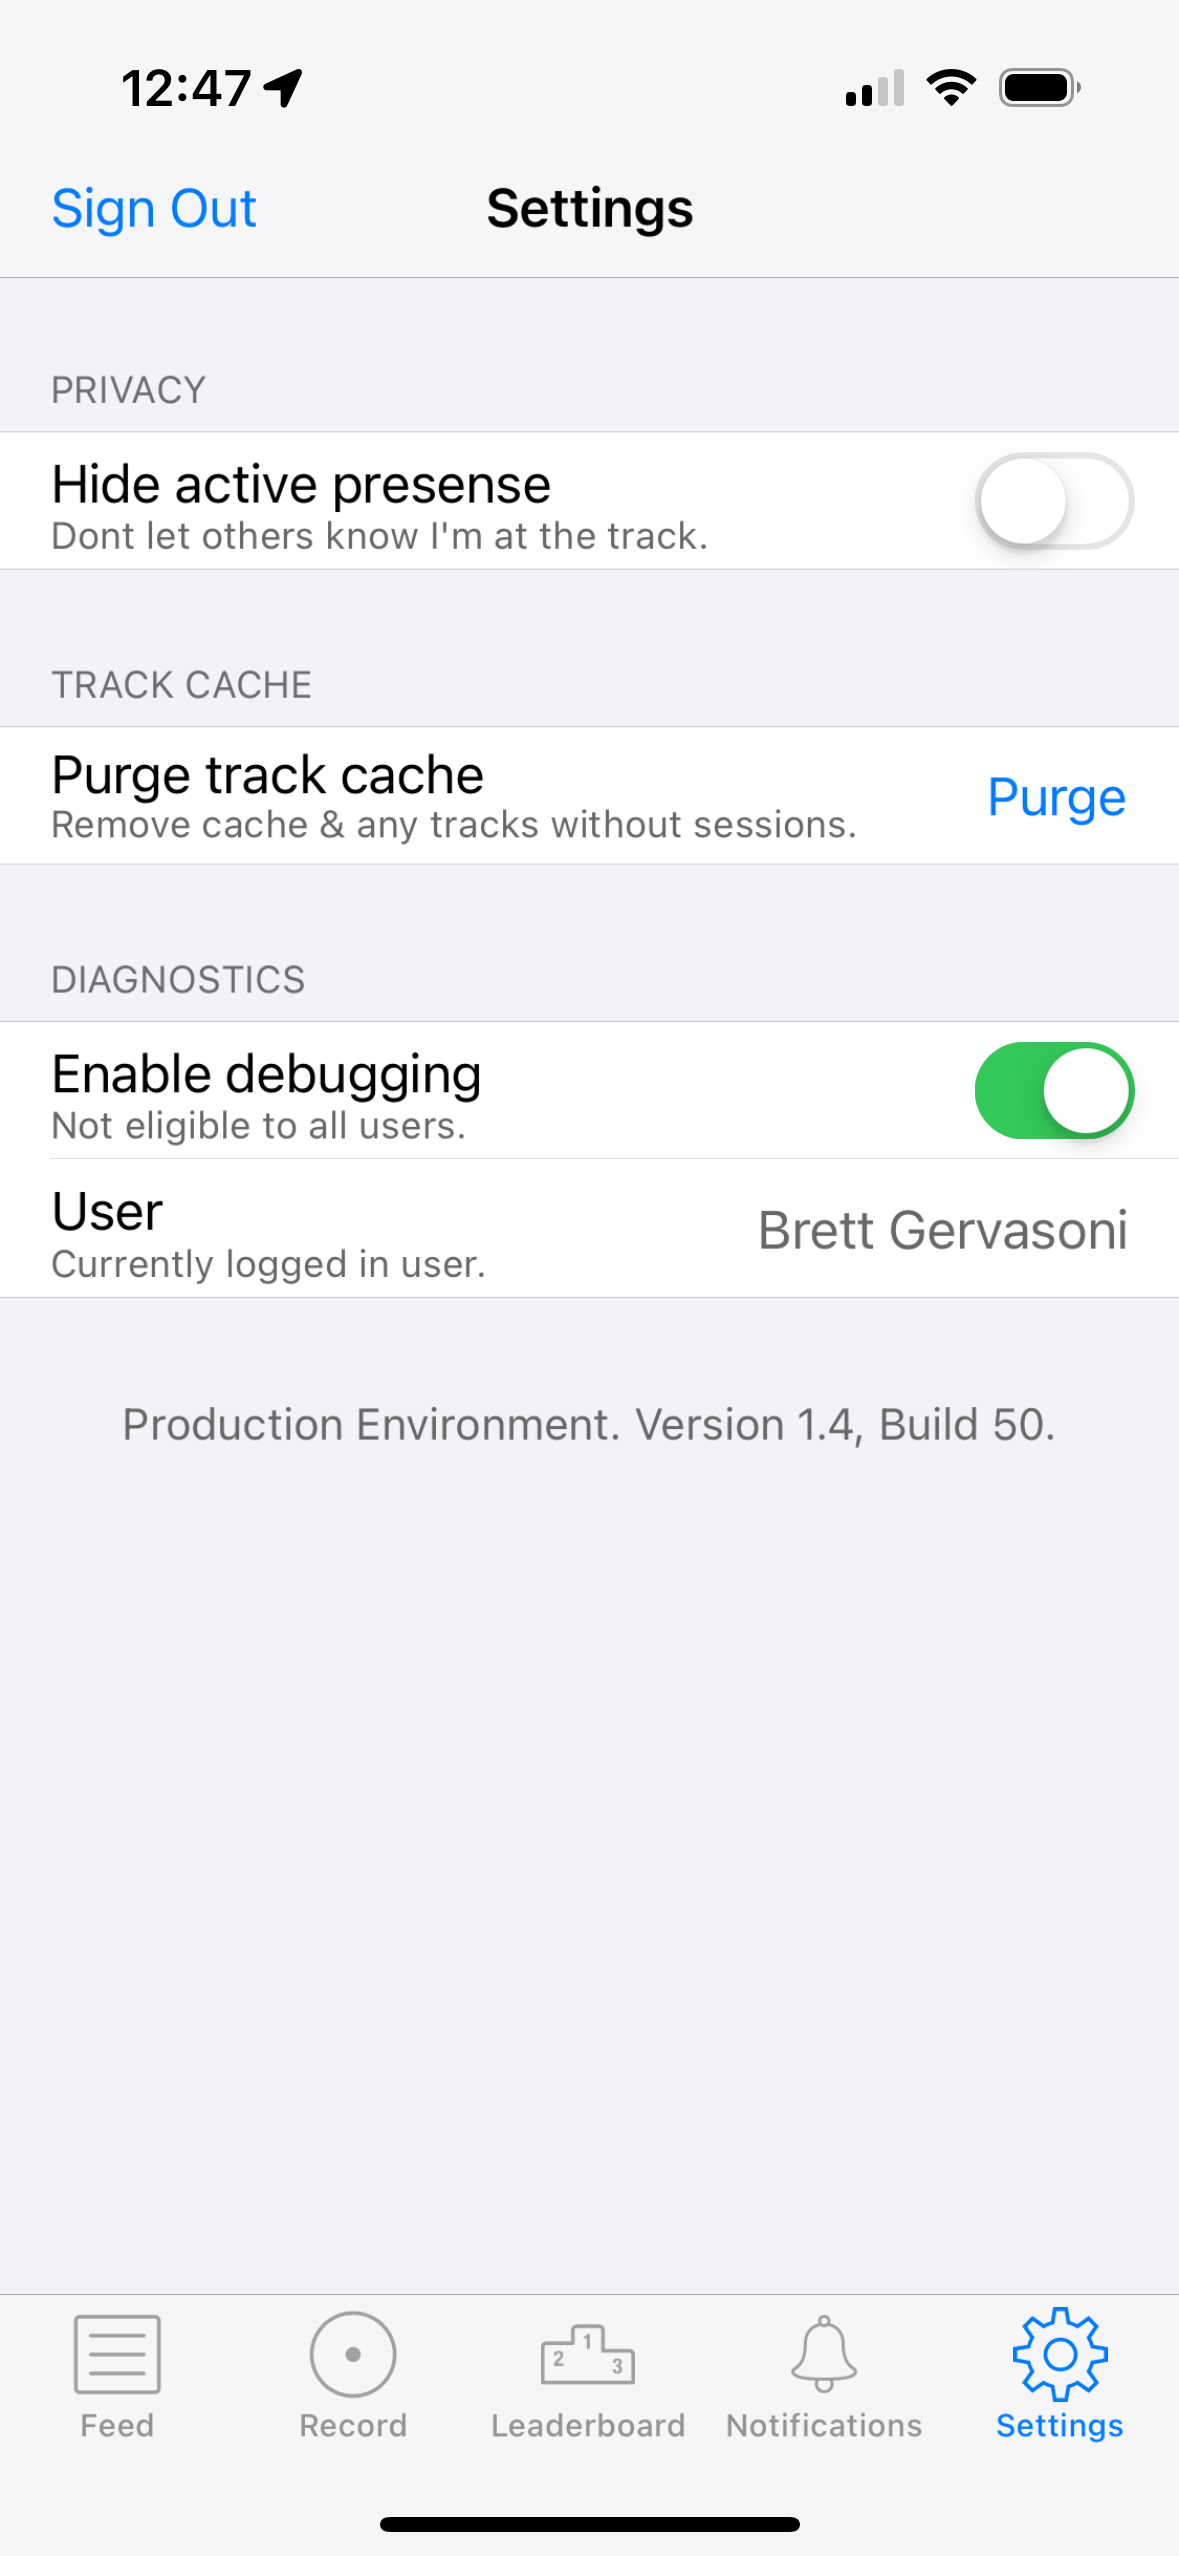 12:47
Sign Out
Settings
PRIVACY
Hide active presense
Dont let others know I'm at the track.
TRACK CACHE
Purge track cache
Remove cache & any tracks without sessions.
Purge
DIAGNOSTICS
Enable debugging
Not eligible to all users.
User
Currently logged in user.
Brett Gervasoni
Production Environment. Version 1.4, Build 50.
2 1 3
Feed
Record
Leaderboard
Notifications
Settings